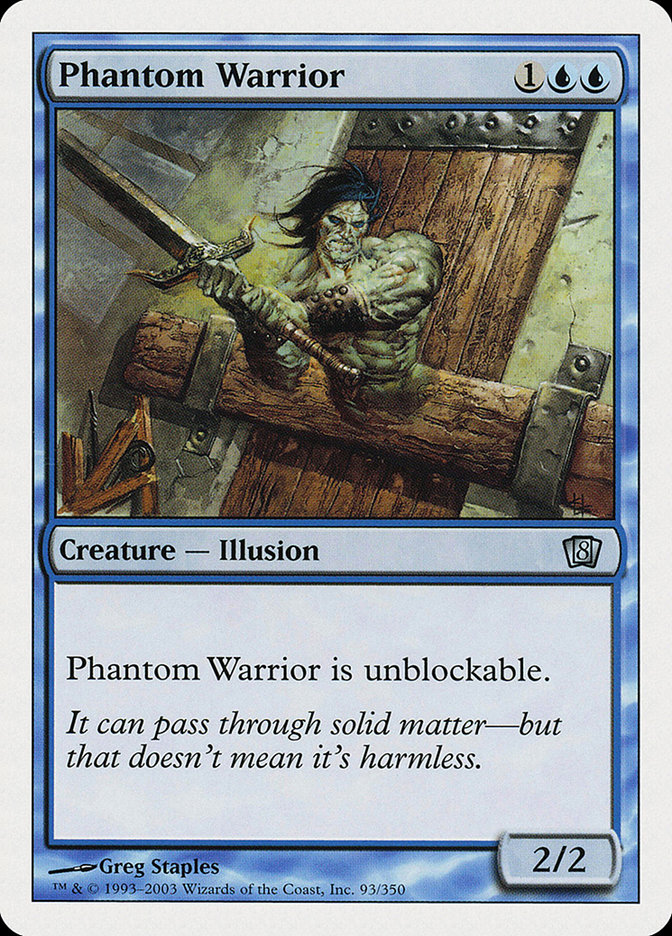 Phantom Warrior 1
Creature — Illusion 8
Phantom Warrior is unblockable.
It can pass through solid matter—but
that doesn't mean it's harmless.
2/2
Greg Staples
™ & © 1993–2003 Wizards of the Coast, Inc. 93/350